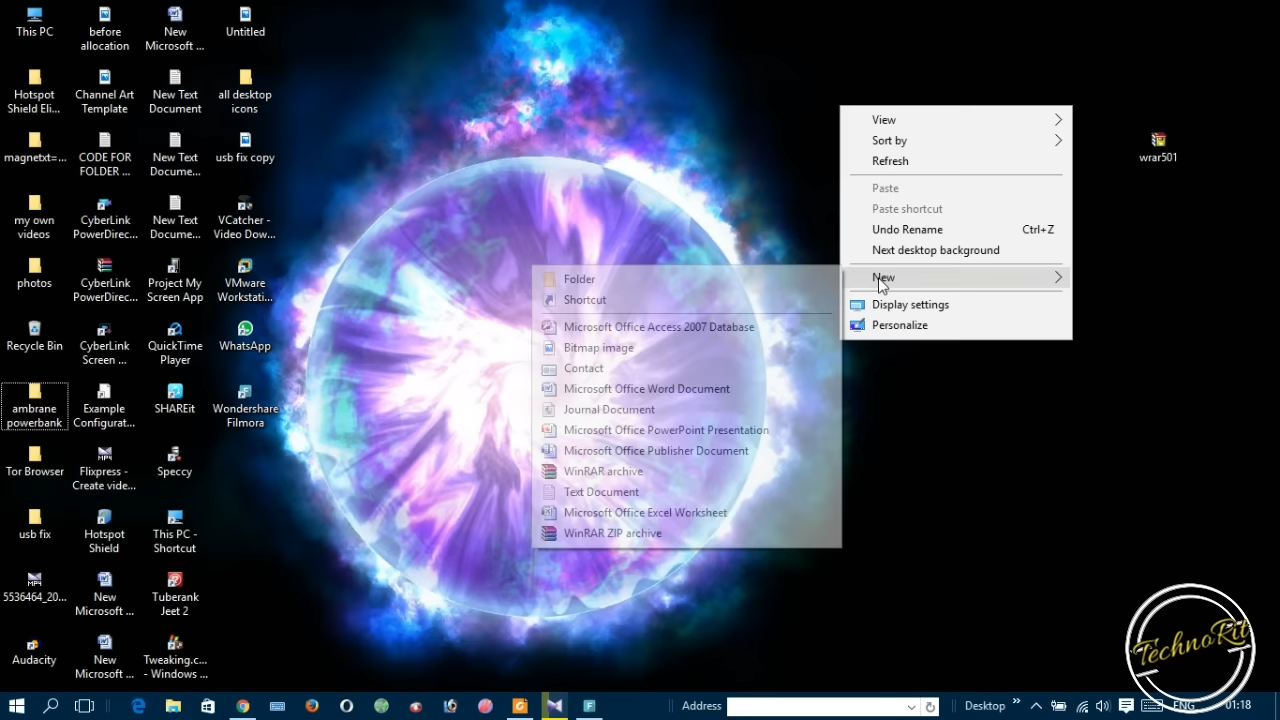 This PC
before
allocation
New
Microsoft ...
Untitled
Hotspot
Shield Eli...
Channel Art
Template
New Text
Document
all desktop
icons
magnetxt=...
CODE FOR
FOLDER ...
New Text
Docume...
usb fix copy
my own
videos
CyberLink
PowerDirec...
New Text
Docume...
VCatcher -
Video Dow...
photos
CyberLink
PowerDirec...
Project My
Screen App
VMware
Workstati...
Recycle Bin
CyberLink
Screen ...
QuickTime
Player
WhatsApp
ambrane
powerbank
Example
Configurat...
SHAREit
Wondershare
Filmora
Tor Browser
Flixpress -
Create vide...
Speccy
usb fix
Hotspot
Shield
This PC -
Shortcut
5536464_20...
New
Microsoft ...
Tuberank
Jeet 2
Audacity
New
Microsoft ...
Tweaking.c...
- Windows ...
Folder
Shortcut
Microsoft Office Access 2007 Database
Bitmap image
Contact
Microsoft Office Word Document
Journal Document
Microsoft Office PowerPoint Presentation
Microsoft Office Publisher Document
WinRAR archive
Text Document
Microsoft Office Excel Worksheet
WinRAR ZIP archive
View
Sort by
Refresh
Paste
Paste shortcut
Undo Rename Ctrl+Z
Next desktop background
New
Display settings
Personalize
wrar501
TechnoRit
Address
Desktop
ENG
01:18